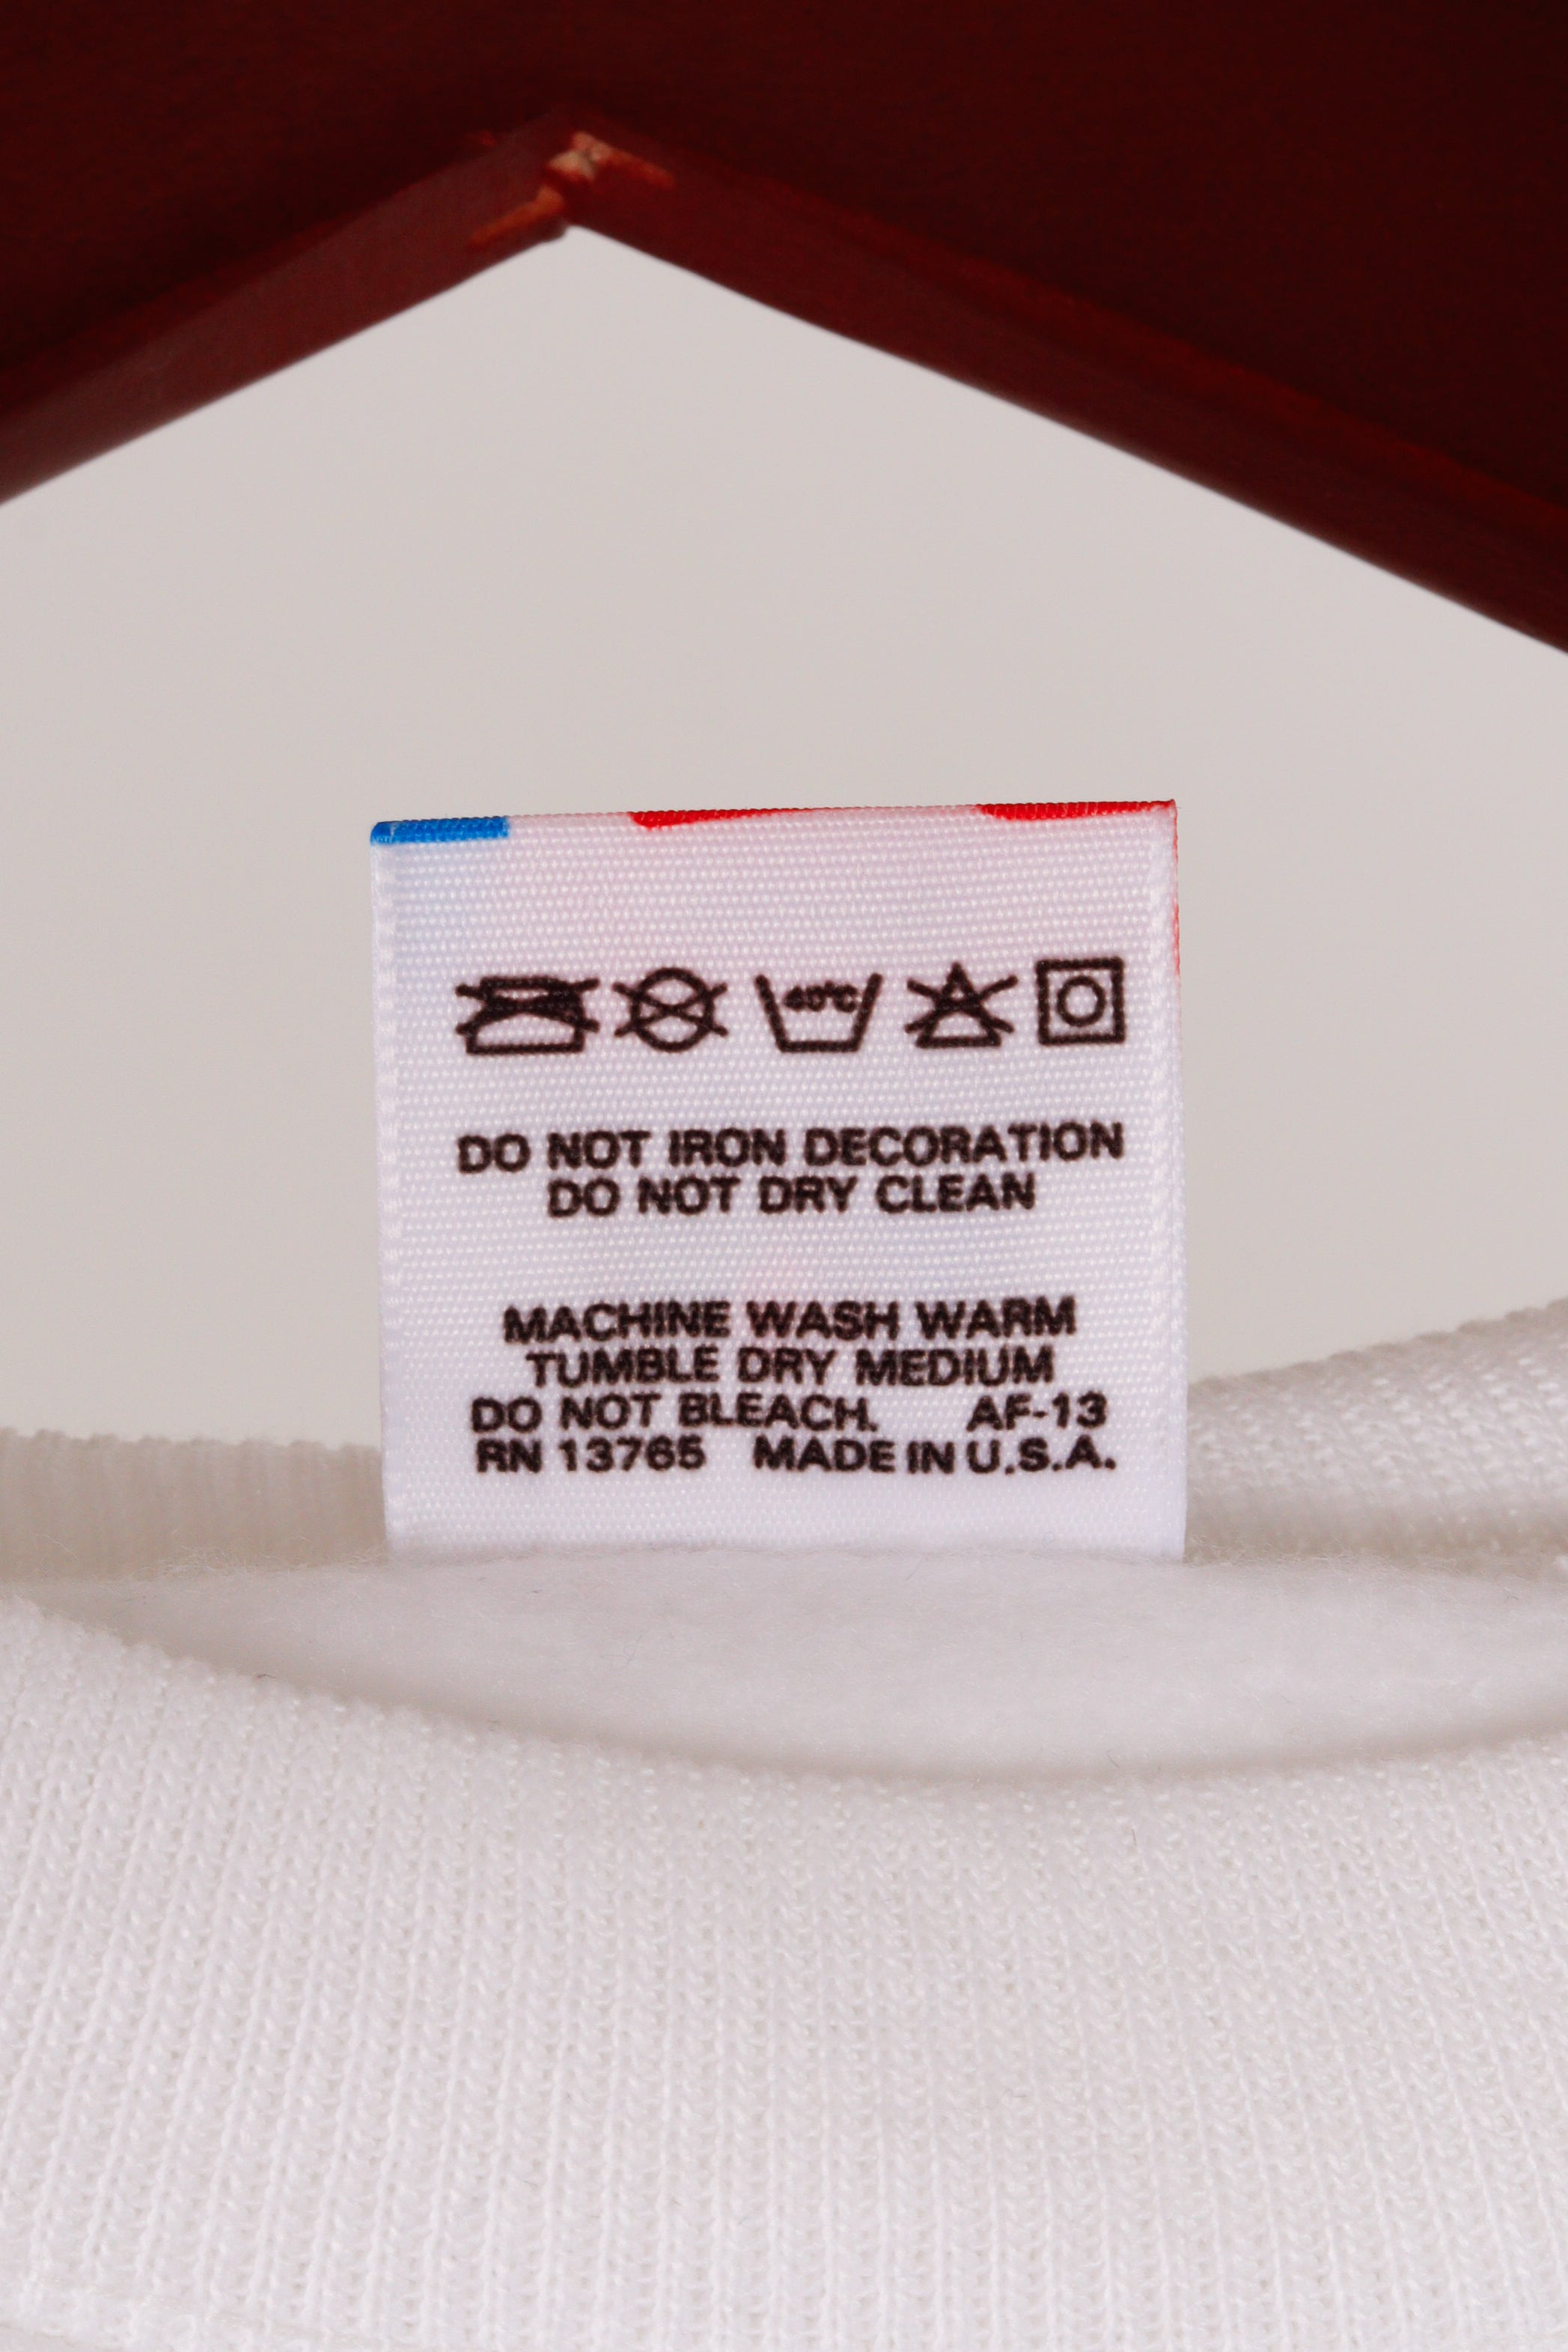 40°C
DO NOT IRON DECORATION
DO NOT DRY CLEAN
MACHINE WASH WARM
TUMBLE DRY MEDIUM
DO NOT BLEACH. AF-13
RN 13765 MADE IN U.S.A.